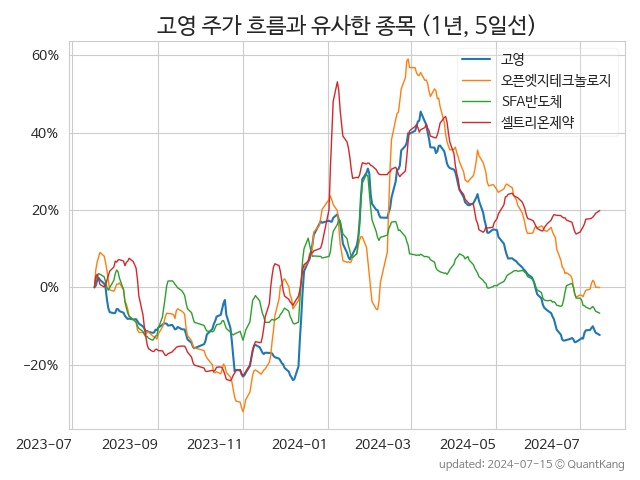 고영 주가 흐름과 유사한 종목 (1년, 5일선)
60%
40%
20%
0%
−20%
고영
오픈엣지테크놀로지
SFA반도체
셀트리온제약
2023-07
2023-09
2023-11
2024-01
2024-03
2024-05
2024-07
updated: 2024-07-15 © QuantKang